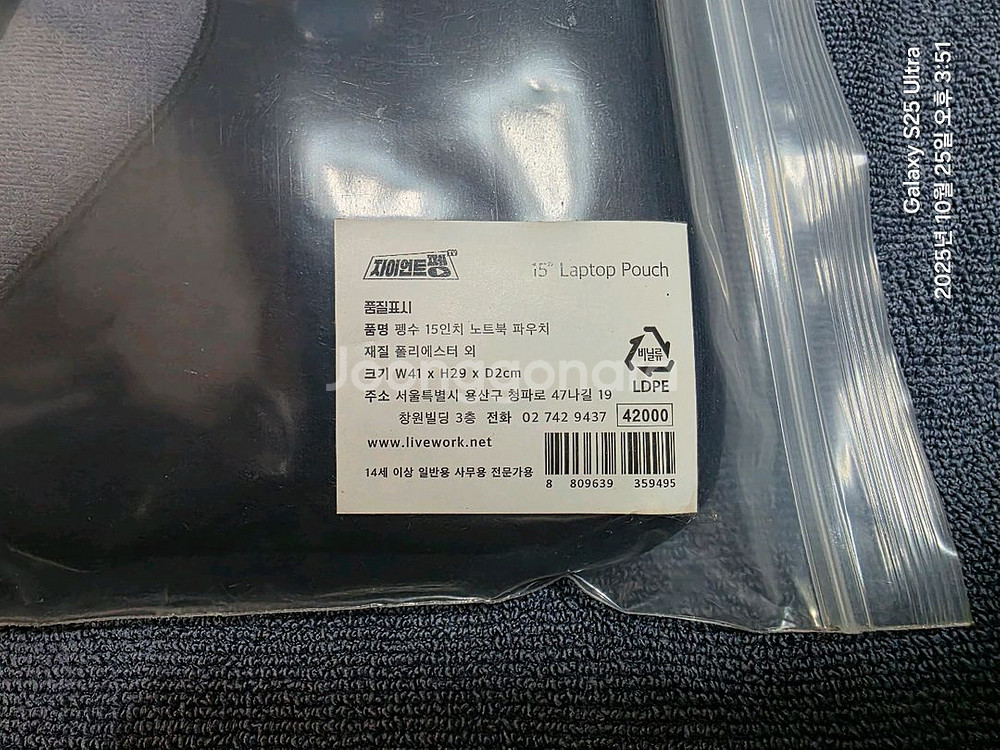 자이언트펭TV
15" Laptop Pouch
품질표시
품명 펭수 15인치 노트북 파우치
재질 폴리에스터 외
크기 W41 x H29 x D2cm
주소 서울특별시 용산구 청파로 47나길 19
창원빌딩 3층 전화 02 742 9437
42000
www.livework.net
14세 이상 일반용 사무용 전문가용
비닐류
LDPE
8 809639 359495
Joonggonara
Galaxy S25 Ultra
2025년 10월 25일 오후 3:51